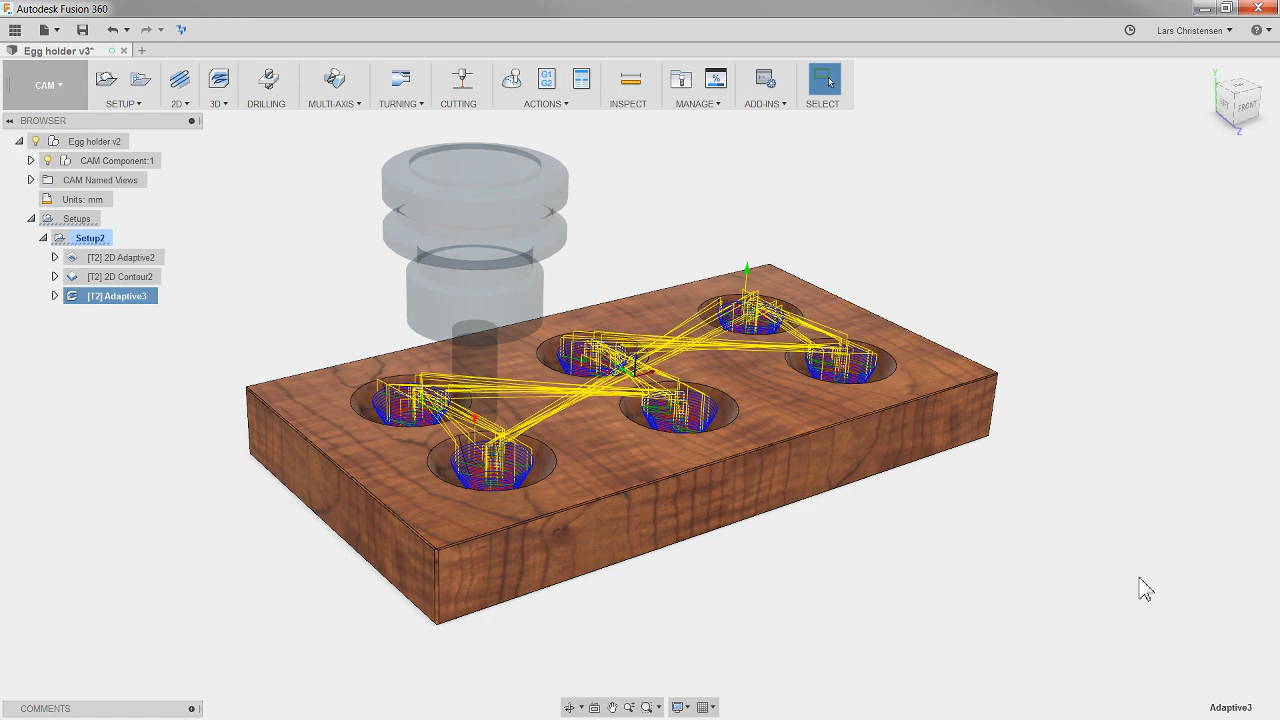 Autodesk Fusion 360
Lars Christensen
Egg holder v3*
CAM
SETUP
2D
3D
DRILLING
MULTI-AXIS
TURNING
CUTTING
G1
G2
ACTIONS
INSPECT
MANAGE
ADD-INS
SELECT
BROWSER
Egg holder v2
CAM Component:1
CAM Named Views
Units: mm
Setups
Setup2
[T2] 2D Adaptive2
[T2] 2D Contour2
[T2] Adaptive3
Y
FRONT
Z
COMMENTS
Adaptive3